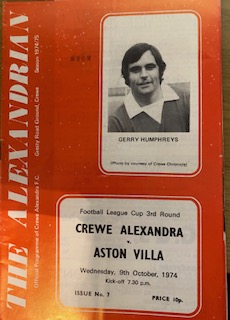 THE ALEXANDRIAN
Official Programme of Crewe Alexandra F.C.
Gresty Road Ground, Crewe
Season 1974/75
GERRY HUMPHREYS
(Photo by courtesy of Crewe Chronicle)
Football League Cup 3rd Round
CREWE ALEXANDRA
v.
ASTON VILLA
Wednesday, 9th October, 1974
Kick-off 7.30 p.m.
ISSUE No. 7
PRICE 10p.